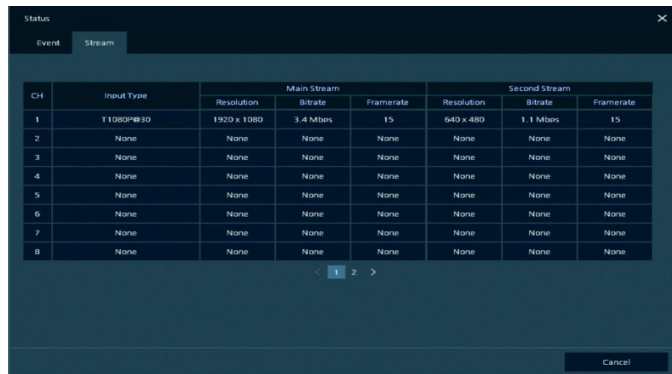 Status
Event Stream
CH Input Type Main Stream Second Stream
Resolution Bitrate Framerate Resolution Bitrate Framerate
1 T1080P@30 1920 x 1080 3.4 Mbps 15 640 x 480 1.1 Mbps 15
2 None None None None None None None
3 None None None None None None None
4 None None None None None None None
5 None None None None None None None
6 None None None None None None None
7 None None None None None None None
8 None None None None None None None
< 1 2 >
Cancel